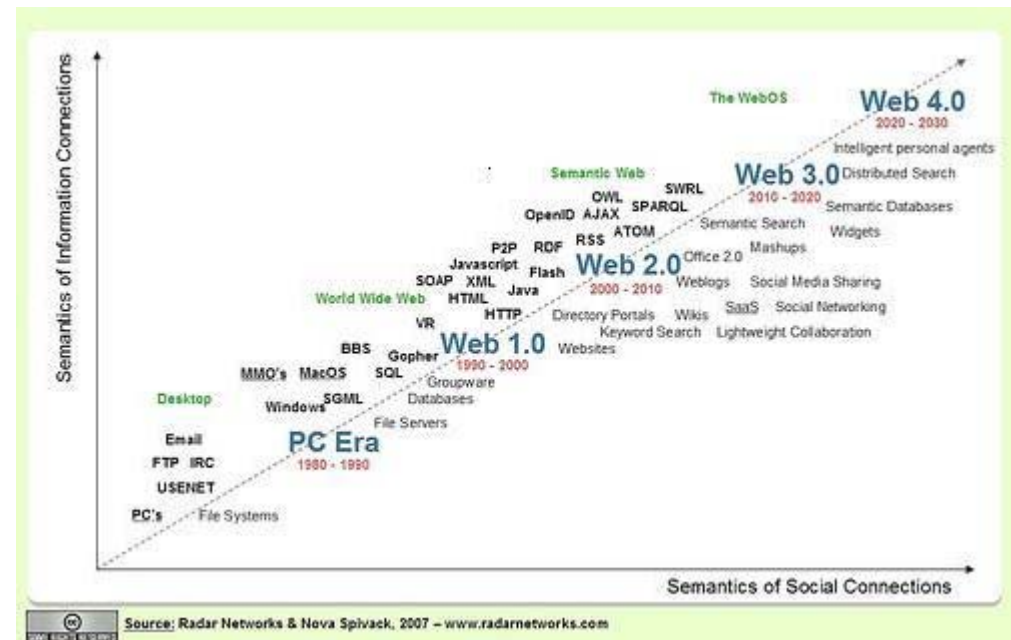 Semantics of Information Connections
The WebOS
Web 4.0
2020 - 2030
Intelligent personal agents
Semantic Web
Web 3.0
Distributed Search
2010 - 2020
SWRL
OWL
SPARQL
Semantic Databases
OpenID
AJAX
Semantic Search
Widgets
ATOM
RSS
P2P
RDF
Mashups
Office 2.0
Javascript
Flash
Web 2.0
2000 - 2010
SOAP
XML
Java
Weblogs
Social Media Sharing
World Wide Web
HTML
HTTP
Directory Portals
Wikis
SaaS
Social Networking
VR
Keyword Search
Lightweight Collaboration
BBS
Gopher
Web 1.0
1990 - 2000
Websites
MMO's
MacOS
SQL
Groupware
Desktop
Windows
SGML
Databases
File Servers
Email
PC Era
1980 - 1990
FTP IRC
USENET
PC's
File Systems
Semantics of Social Connections
cc
SOME RIGHTS RESERVED
Source: Radar Networks & Nova Spivack, 2007 – www.radarnetworks.com